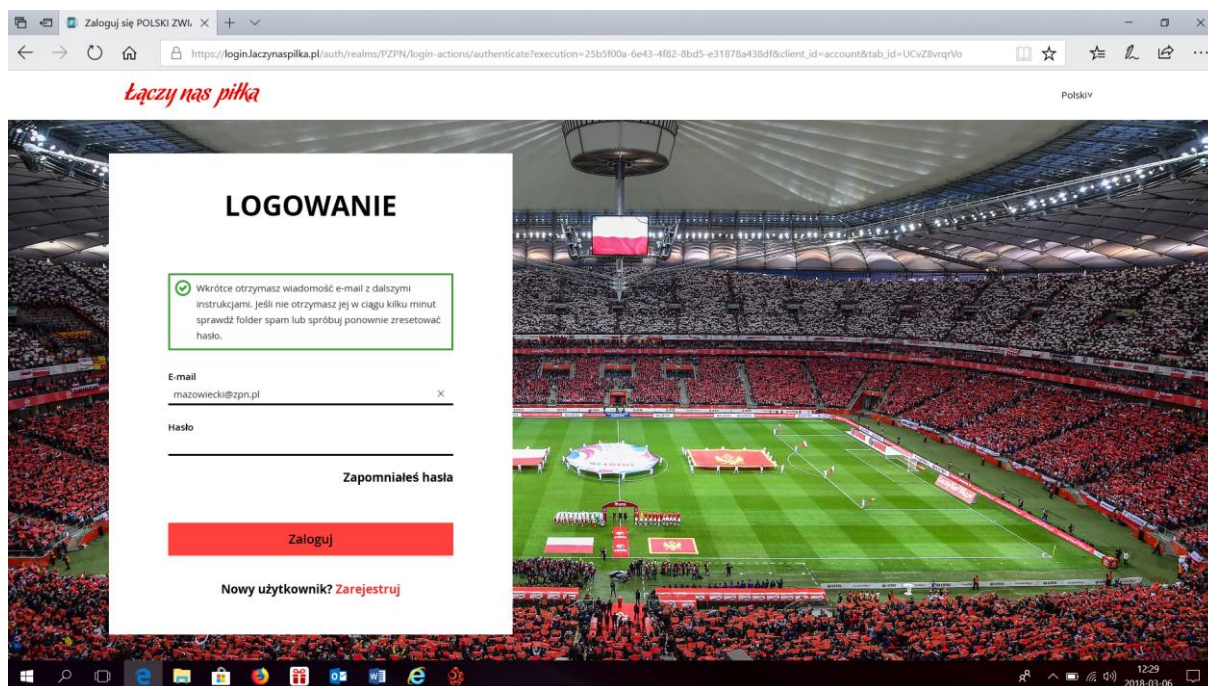 Zaloguj się POLSKI ZWI
https://login.laczynaspilka.pl/auth/realms/PZPN/login-actions/authenticate?execution=25b5f00a-6e43-4f82-8bd5-e31878a438df&client_id=account&tab_id=UCvZ8vrqrVo
Łączy nas piłka
Polski
LOGOWANIE
Wkrótce otrzymasz wiadomość e-mail z dalszymi
instrukcjami. Jeśli nie otrzymasz jej w ciągu kilku minut
sprawdź folder spam lub spróbuj ponownie zresetować
hasło.
E-mail
mazowiecki@zpn.pl
Hasło
Zapomniałeś hasła
Zaloguj
Nowy użytkownik? Zarejestruj
12:29
2018-03-06